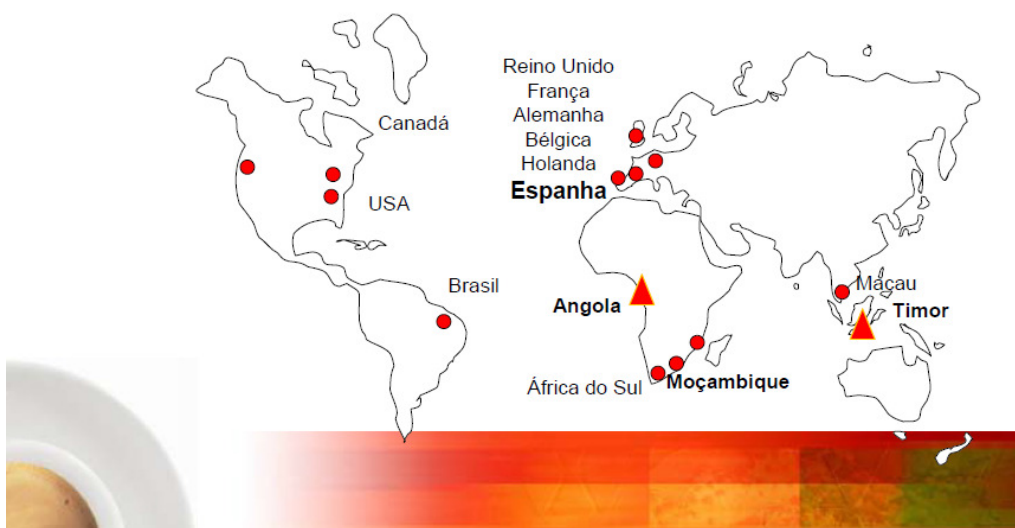 Reino Unido
França
Alemanha
Bélgica
Holanda
Espanha
Canadá
USA
Brasil
Angola
Macau
Timor
África do Sul
Moçambique